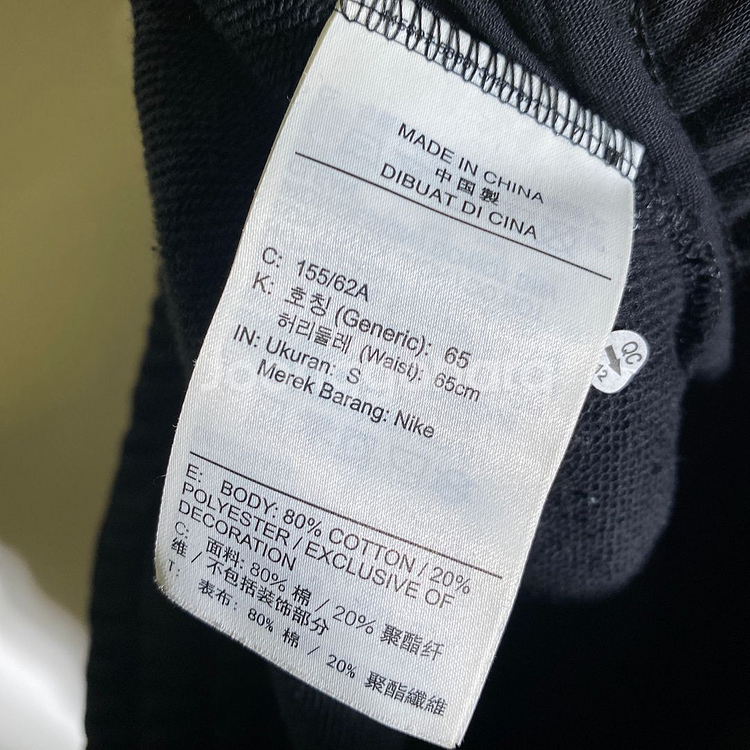 MADE IN CHINA
中国製
DIBUAT DI CINA
C: 155/62A
K: 호칭 (Generic): 65
허리둘레 (Waist): 65cm
IN: Ukuran: S
Merek Barang: Nike
E: BODY: 80% COTTON / 20%
POLYESTER / EXCLUSIVE OF
DECORATION
C: 面料: 80% 棉 / 20% 聚酯纤
维 / 不包括装饰部分
T: 表布: 80% 棉 / 20% 聚酯纖維
QC
12